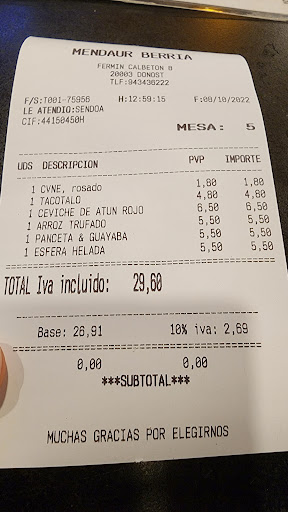 MENDAUR BERRIA
FERMIN CALBETON 8
20003 DONOST
TLF:943436222
F/S:T001-75956 H:12:59:15 F:08/10/2022
LE ATENDIO:SENDOA
CIF:44150450H
MESA: 5
UDS DESCRIPCION PVP IMPORTE
1 CVNE, rosado 1,80 1,80
1 TACOTALO 4,80 4,80
1 CEVICHE DE ATUN ROJO 6,50 6,50
1 ARROZ TRUFADO 5,50 5,50
1 PANCETA & GUAYABA 5,50 5,50
1 ESFERA HELADA 5,50 5,50
TOTAL Iva incluido: 29,60
Base: 26,91 10% iva: 2,69
0,00 0,00
***SUBTOTAL***
MUCHAS GRACIAS POR ELEGIRNOS